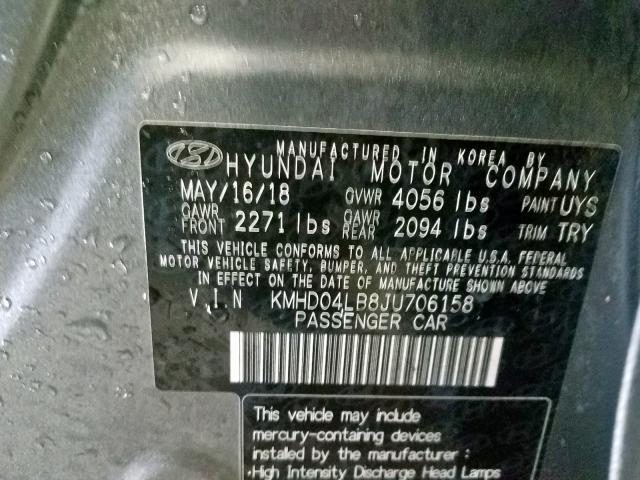 MANUFACTURED IN KOREA BY
HYUNDAI MOTOR COMPANY
MAY/16/18 GVWR 4056 lbs PAINT UYS
GAWR FRONT 2271 lbs GAWR REAR 2094 lbs TRIM TRY
THIS VEHICLE CONFORMS TO ALL APPLICABLE U.S.A. FEDERAL
MOTOR VEHICLE SAFETY, BUMPER, AND THEFT PREVENTION STANDARDS
IN EFFECT ON THE DATE OF MANUFACTURE SHOWN ABOVE
V.I.N KMHD04LB8JU706158
PASSENGER CAR
This vehicle may include
mercury-containing devices
installed by the manufacturer :
·High Intensity Discharge Head Lamps